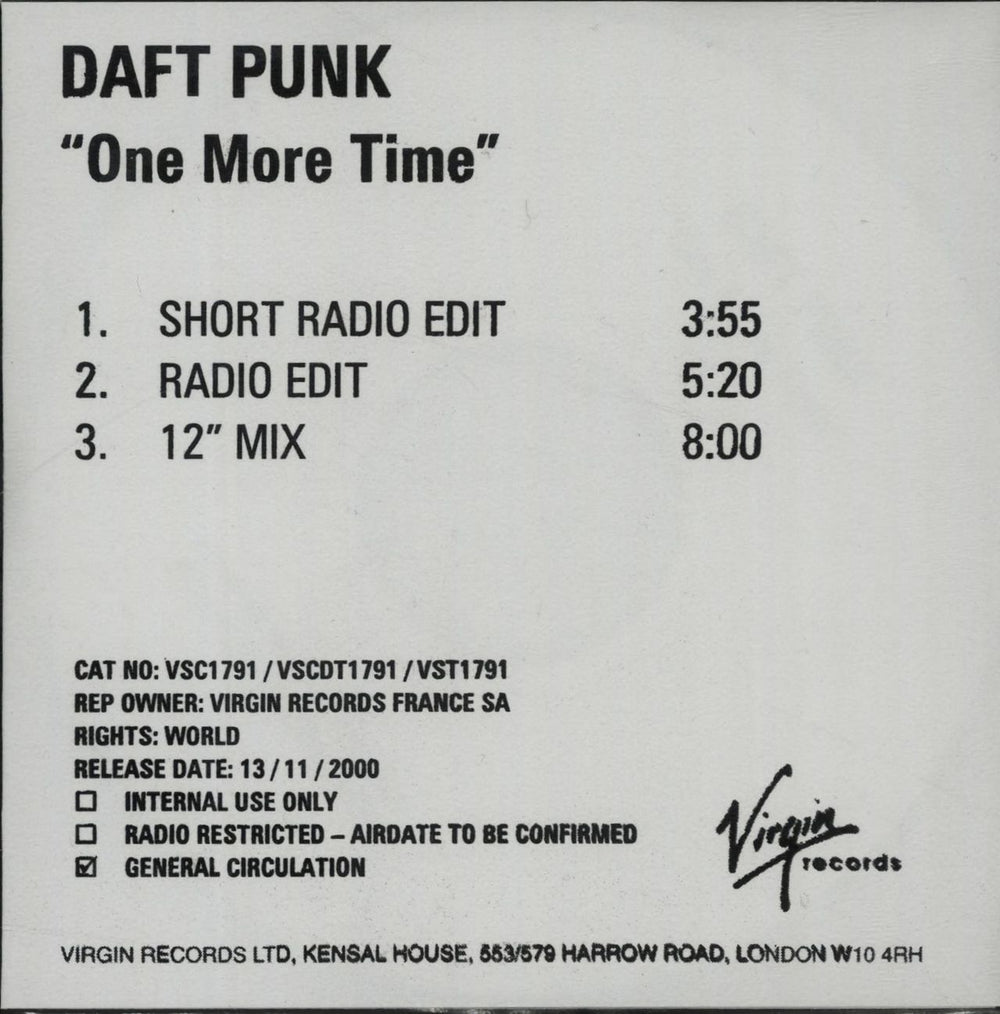 DAFT PUNK
“One More Time”
1. SHORT RADIO EDIT 3:55
2. RADIO EDIT 5:20
3. 12” MIX 8:00
CAT NO: VSC1791 / VSCDT1791 / VST1791
REP OWNER: VIRGIN RECORDS FRANCE SA
RIGHTS: WORLD
RELEASE DATE: 13 / 11 / 2000
☐ INTERNAL USE ONLY
☐ RADIO RESTRICTED – AIRDATE TO BE CONFIRMED
☑ GENERAL CIRCULATION
Virgin
records
VIRGIN RECORDS LTD, KENSAL HOUSE, 553/579 HARROW ROAD, LONDON W10 4RH